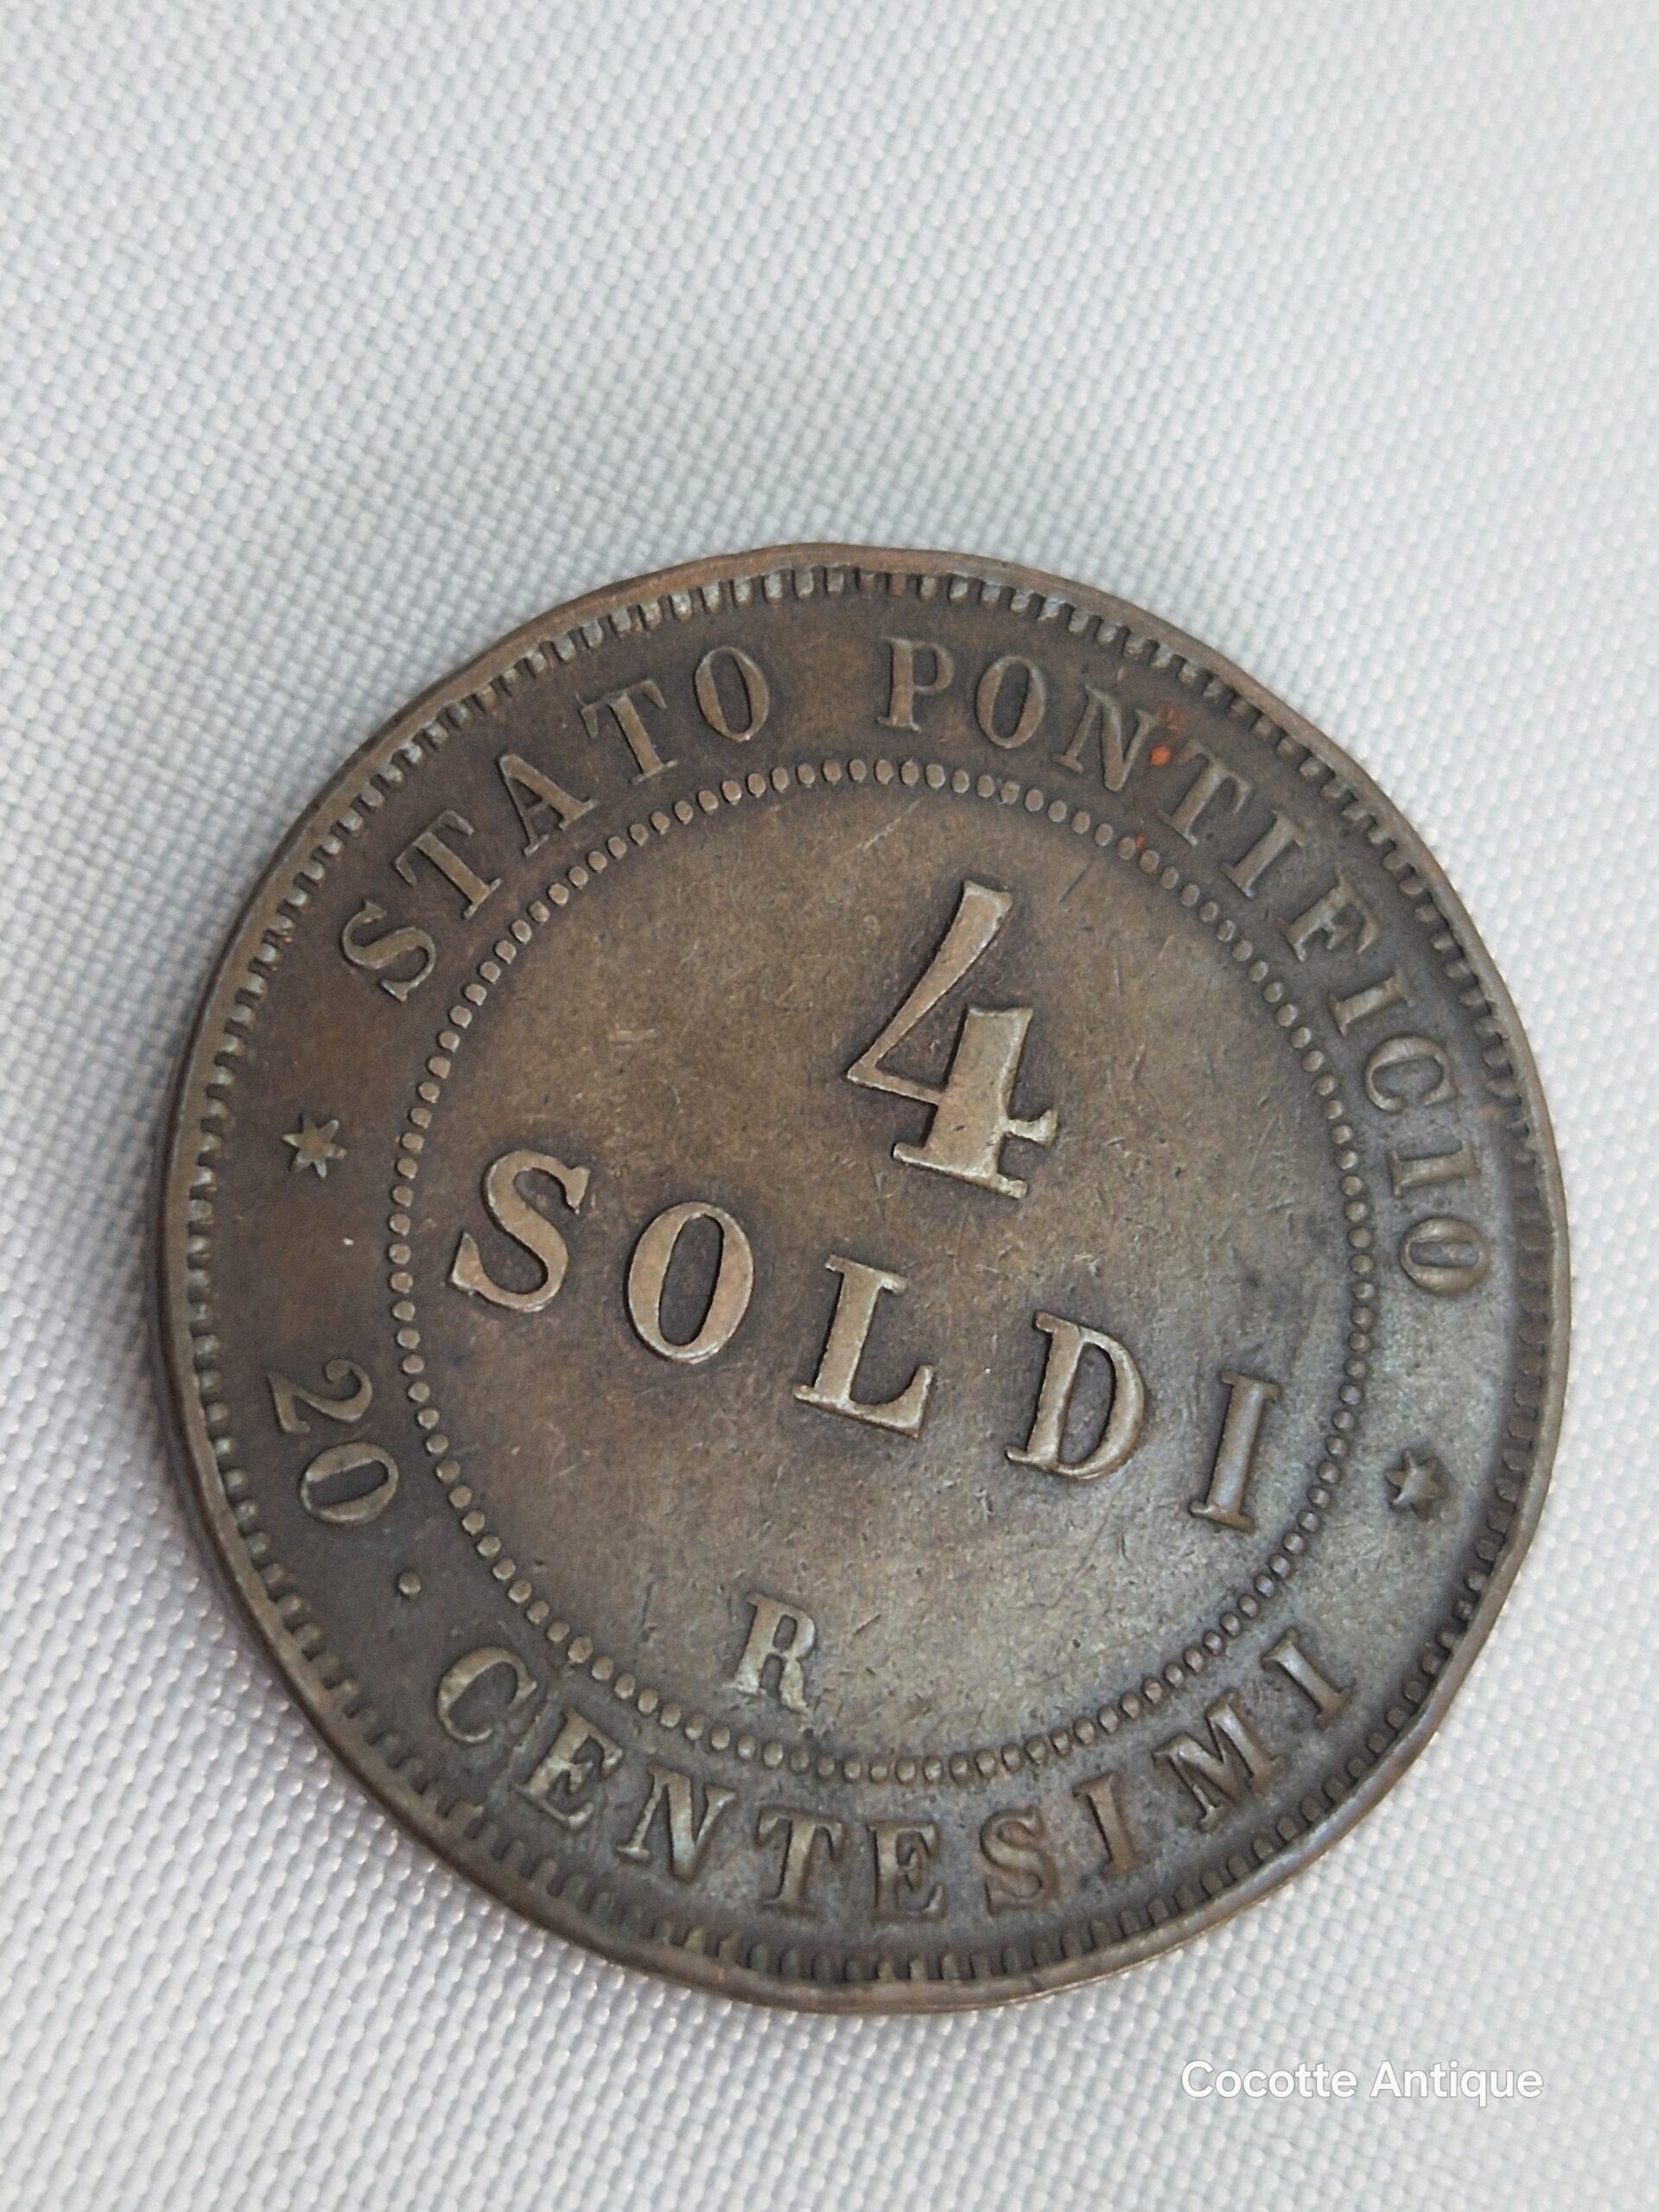 STATO PONTIFICIO
4
SOLDI
R
20 · CENTESIMI
Cocotte Antique